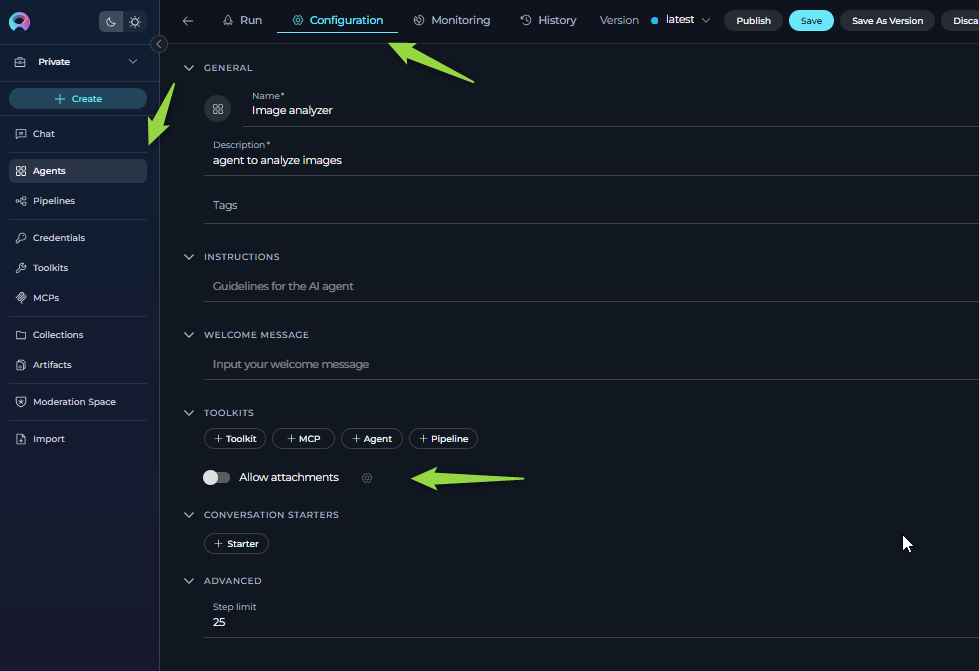 Run
Configuration
Monitoring
History
Version
latest
Publish
Save
Save As Version
Disca
Private
+ Create
Chat
Agents
Pipelines
Credentials
Toolkits
MCPs
Collections
Artifacts
Moderation Space
Import
GENERAL
Name*
Image analyzer
Description*
agent to analyze images
Tags
INSTRUCTIONS
Guidelines for the AI agent
WELCOME MESSAGE
Input your welcome message
TOOLKITS
+ Toolkit
+ MCP
+ Agent
+ Pipeline
Allow attachments
CONVERSATION STARTERS
+ Starter
ADVANCED
Step limit
25